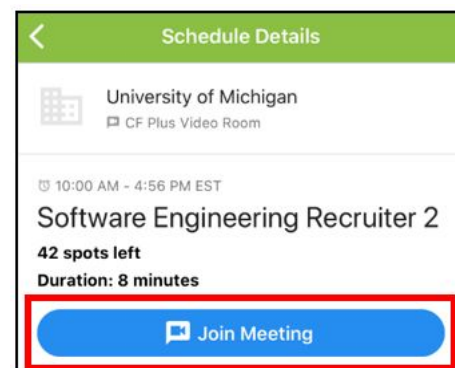 Schedule Details
University of Michigan
CF Plus Video Room
10:00 AM - 4:56 PM EST
Software Engineering Recruiter 2
42 spots left
Duration: 8 minutes
Join Meeting